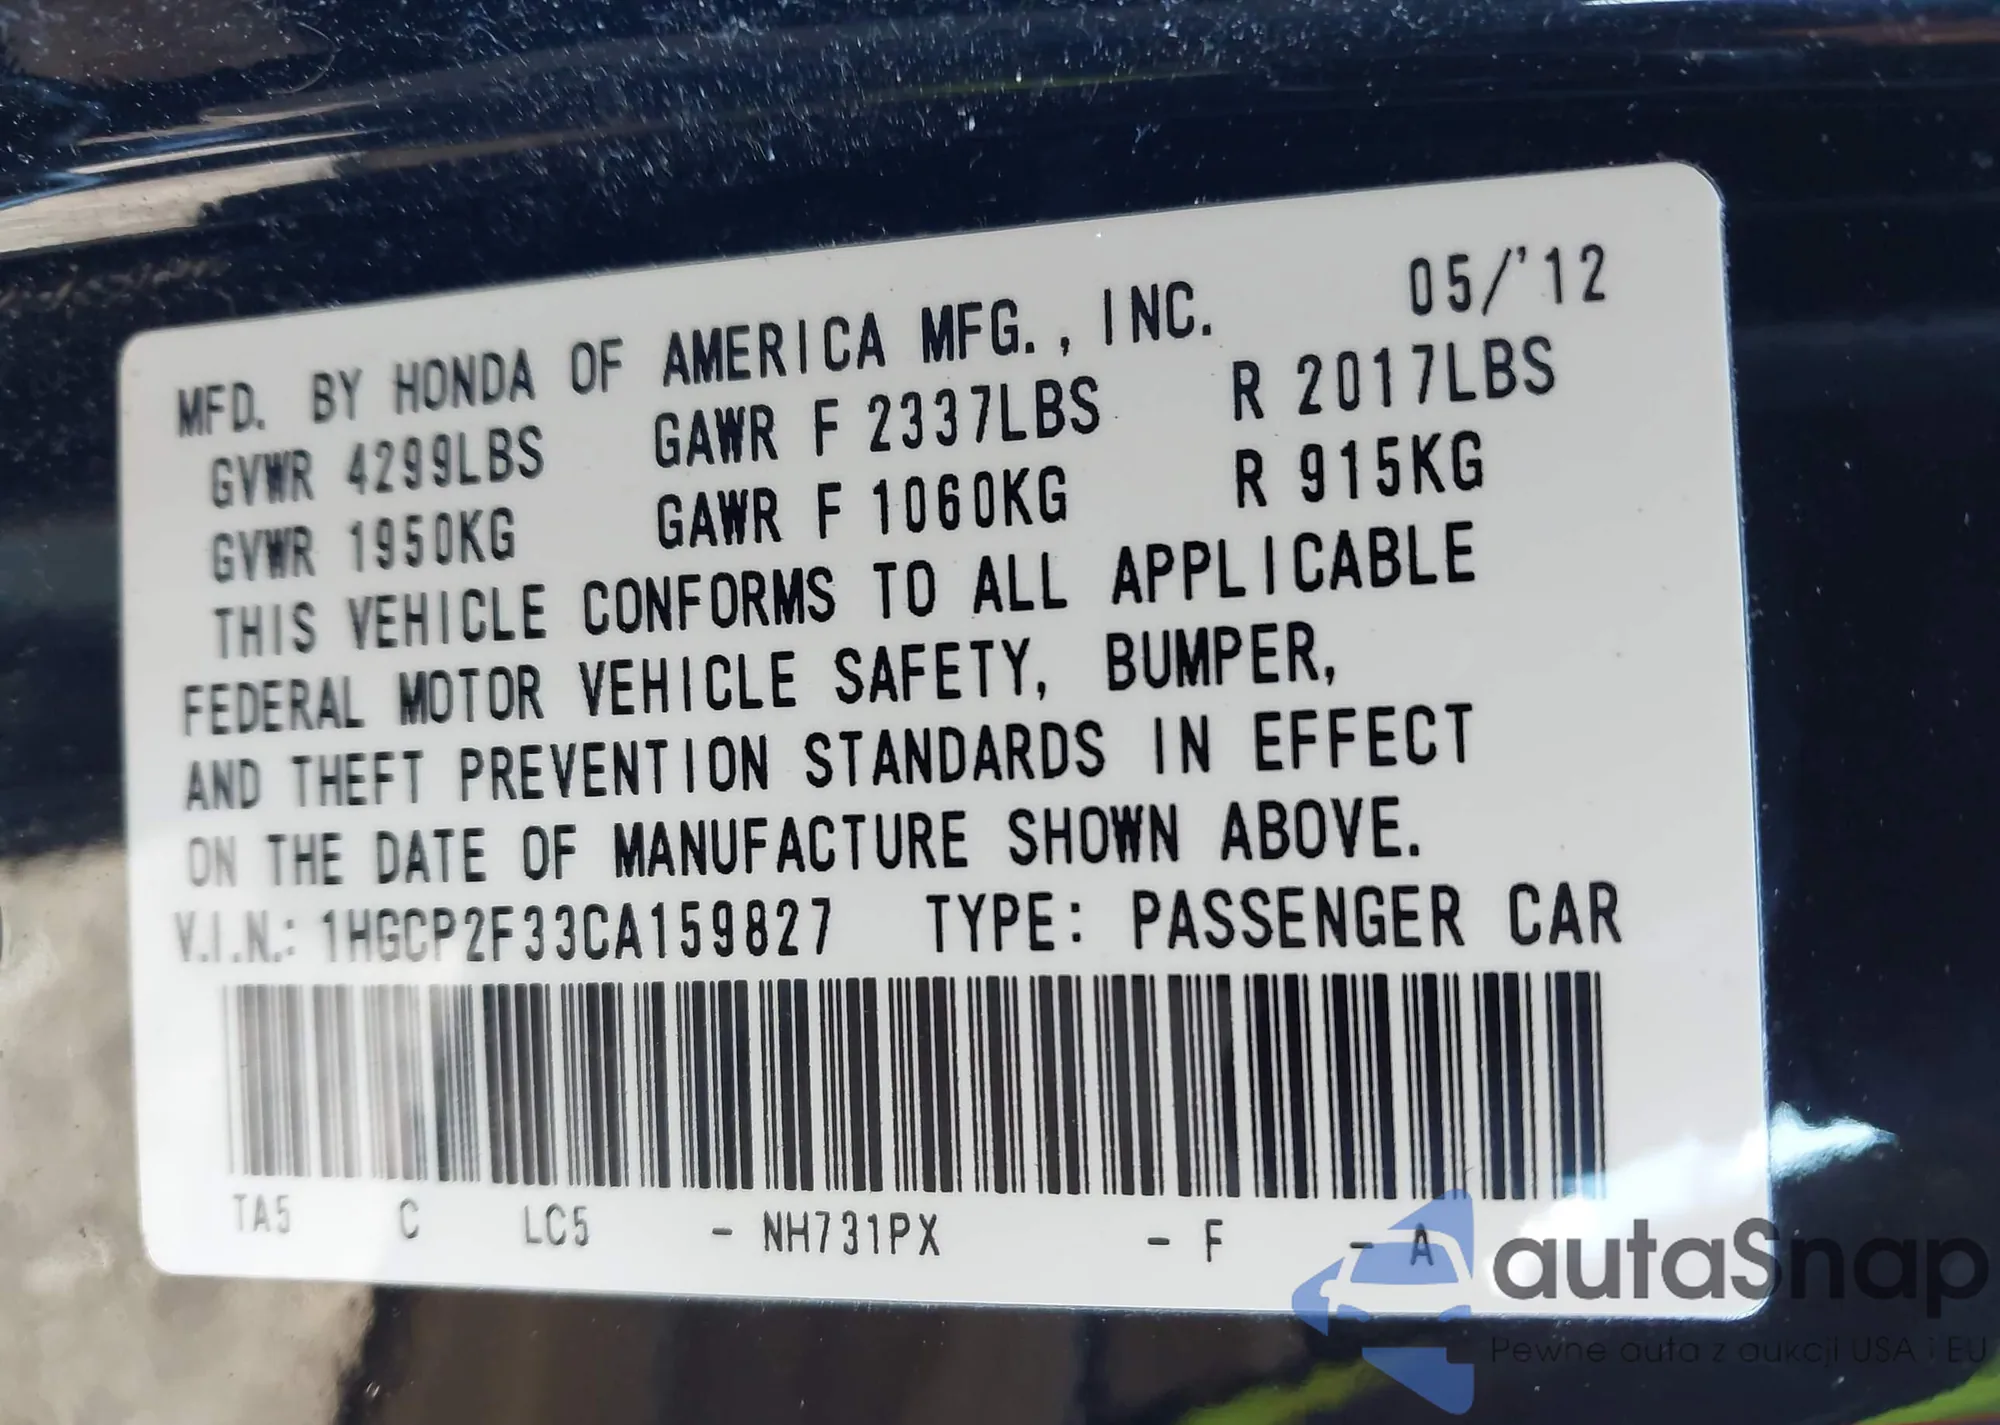 MFD. BY HONDA OF AMERICA MFG., INC. 05/'12
GVWR 4299LBS GAWR F 2337LBS R 2017LBS
GVWR 1950KG GAWR F 1060KG R 915KG
THIS VEHICLE CONFORMS TO ALL APPLICABLE
FEDERAL MOTOR VEHICLE SAFETY, BUMPER,
AND THEFT PREVENTION STANDARDS IN EFFECT
ON THE DATE OF MANUFACTURE SHOWN ABOVE.
V.I.N.: 1HGCP2F33CA159827 TYPE: PASSENGER CAR
TA5 C LC5 - NH731PX - F - A
autaSnap
Pewne auta z aukcji USA i EU